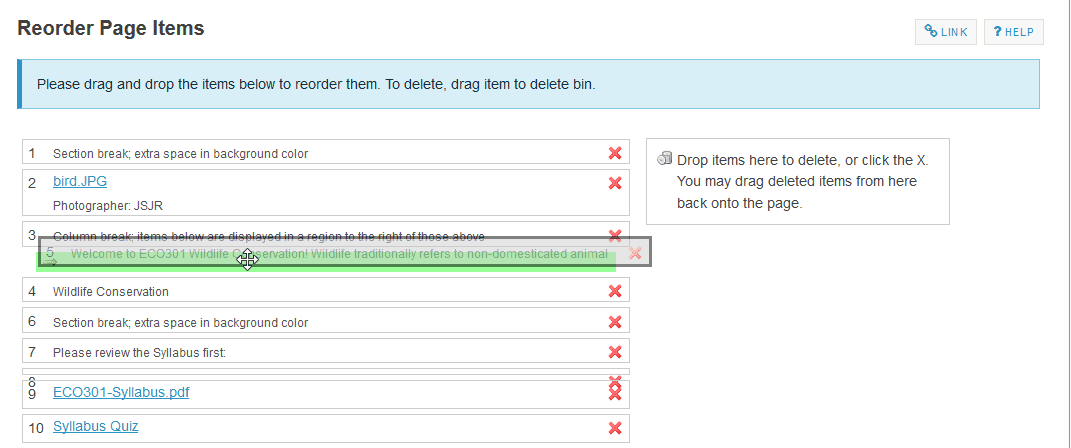 Reorder Page Items
LINK
? HELP
Please drag and drop the items below to reorder them. To delete, drag item to delete bin.
1 Section break; extra space in background color
2 bird.JPG
Photographer: JSJR
3 Column break; items below are displayed in a region to the right of those above.
5 Welcome to ECO301 Wildlife Conservation! Wildlife traditionally refers to non-domesticated animal
4 Wildlife Conservation
6 Section break; extra space in background color
7 Please review the Syllabus first:
8
9 ECO301-Syllabus.pdf
10 Syllabus Quiz
Drop items here to delete, or click the X.
You may drag deleted items from here
back onto the page.